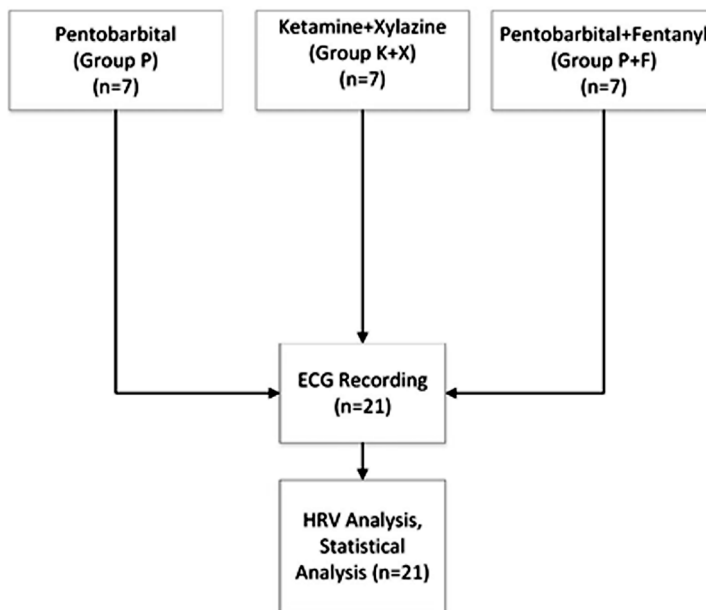 Pentobarbital
(Group P)
(n=7)
Ketamine+Xylazine
(Group K+X)
(n=7)
Pentobarbital+Fentanyl
(Group P+F)
(n=7)
ECG Recording
(n=21)
HRV Analysis,
Statistical
Analysis (n=21)